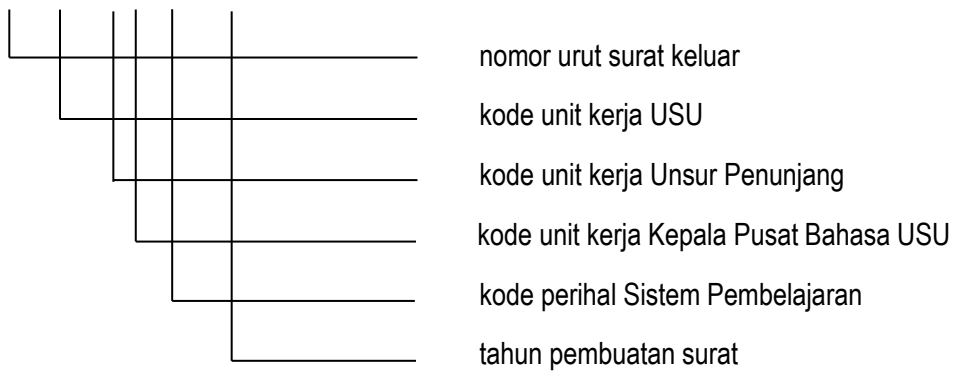 nomor urut surat keluar
kode unit kerja USU
kode unit kerja Unsur Penunjang
kode unit kerja Kepala Pusat Bahasa USU
kode perihal Sistem Pembelajaran
tahun pembuatan surat